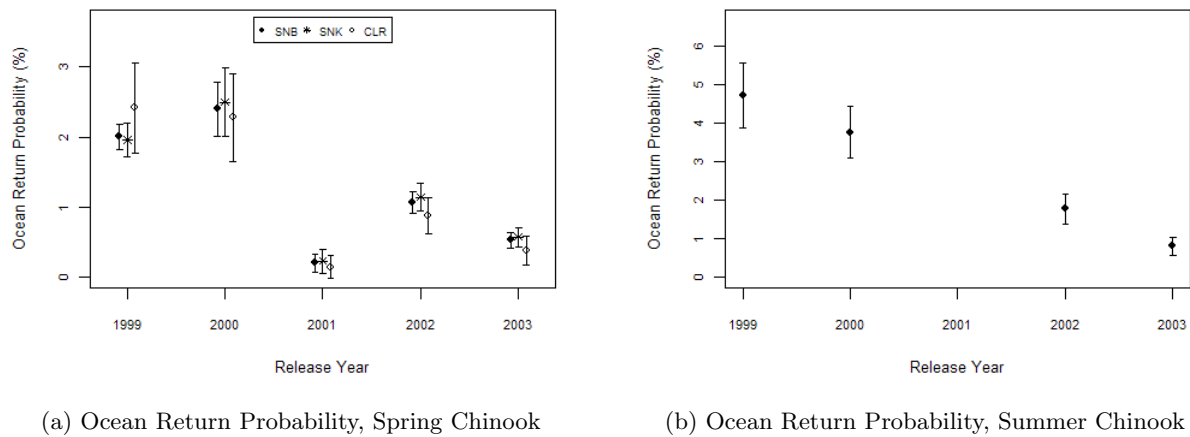 SNB SNK CLR
Ocean Return Probability (%)
3
2
1
0
1999 2000 2001 2002 2003
Release Year
(a) Ocean Return Probability, Spring Chinook
Ocean Return Probability (%)
6
5
4
3
2
1
0
1999 2000 2001 2002 2003
Release Year
(b) Ocean Return Probability, Summer Chinook